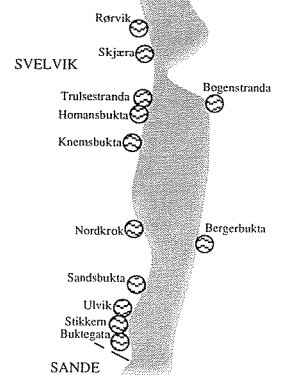 Rørvik
Skjæra
SVELVIK
Bogenstranda
Trulsestranda
Homansbukta
Knemsbukta
Nordkrok
Bergerbukta
Sandsbukta
Ulvik
Stikkern
Buktegata
SANDE